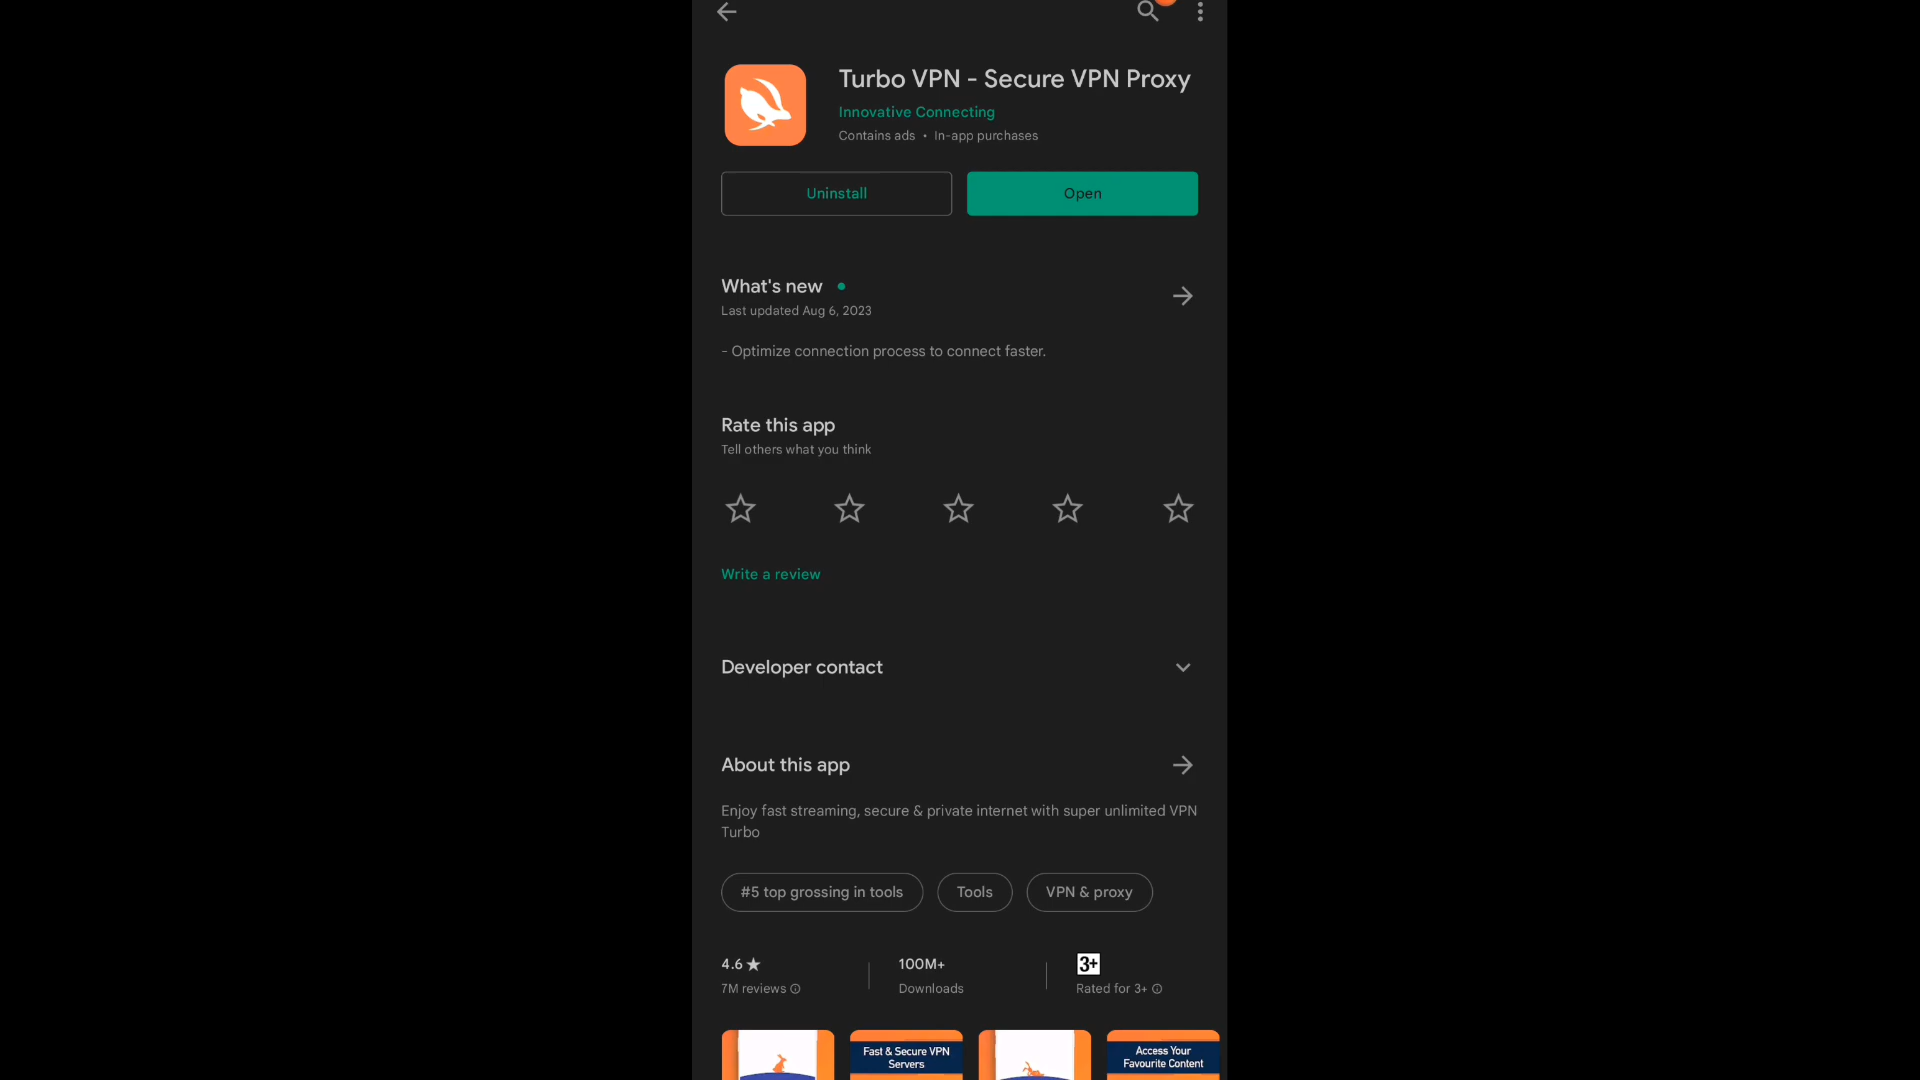 Turbo VPN - Secure VPN Proxy
Innovative Connecting
Contains ads • In-app purchases
Uninstall
Open
What's new
Last updated Aug 6, 2023
- Optimize connection process to connect faster.
Rate this app
Tell others what you think
Write a review
Developer contact
About this app
Enjoy fast streaming, secure & private internet with super unlimited VPN
Turbo
#5 top grossing in tools
Tools
VPN & proxy
4.6★
100M+
3+
7M reviews
Downloads
Rated for 3+
Fast & Secure VPN
Servers
Access Your
Favourite Content